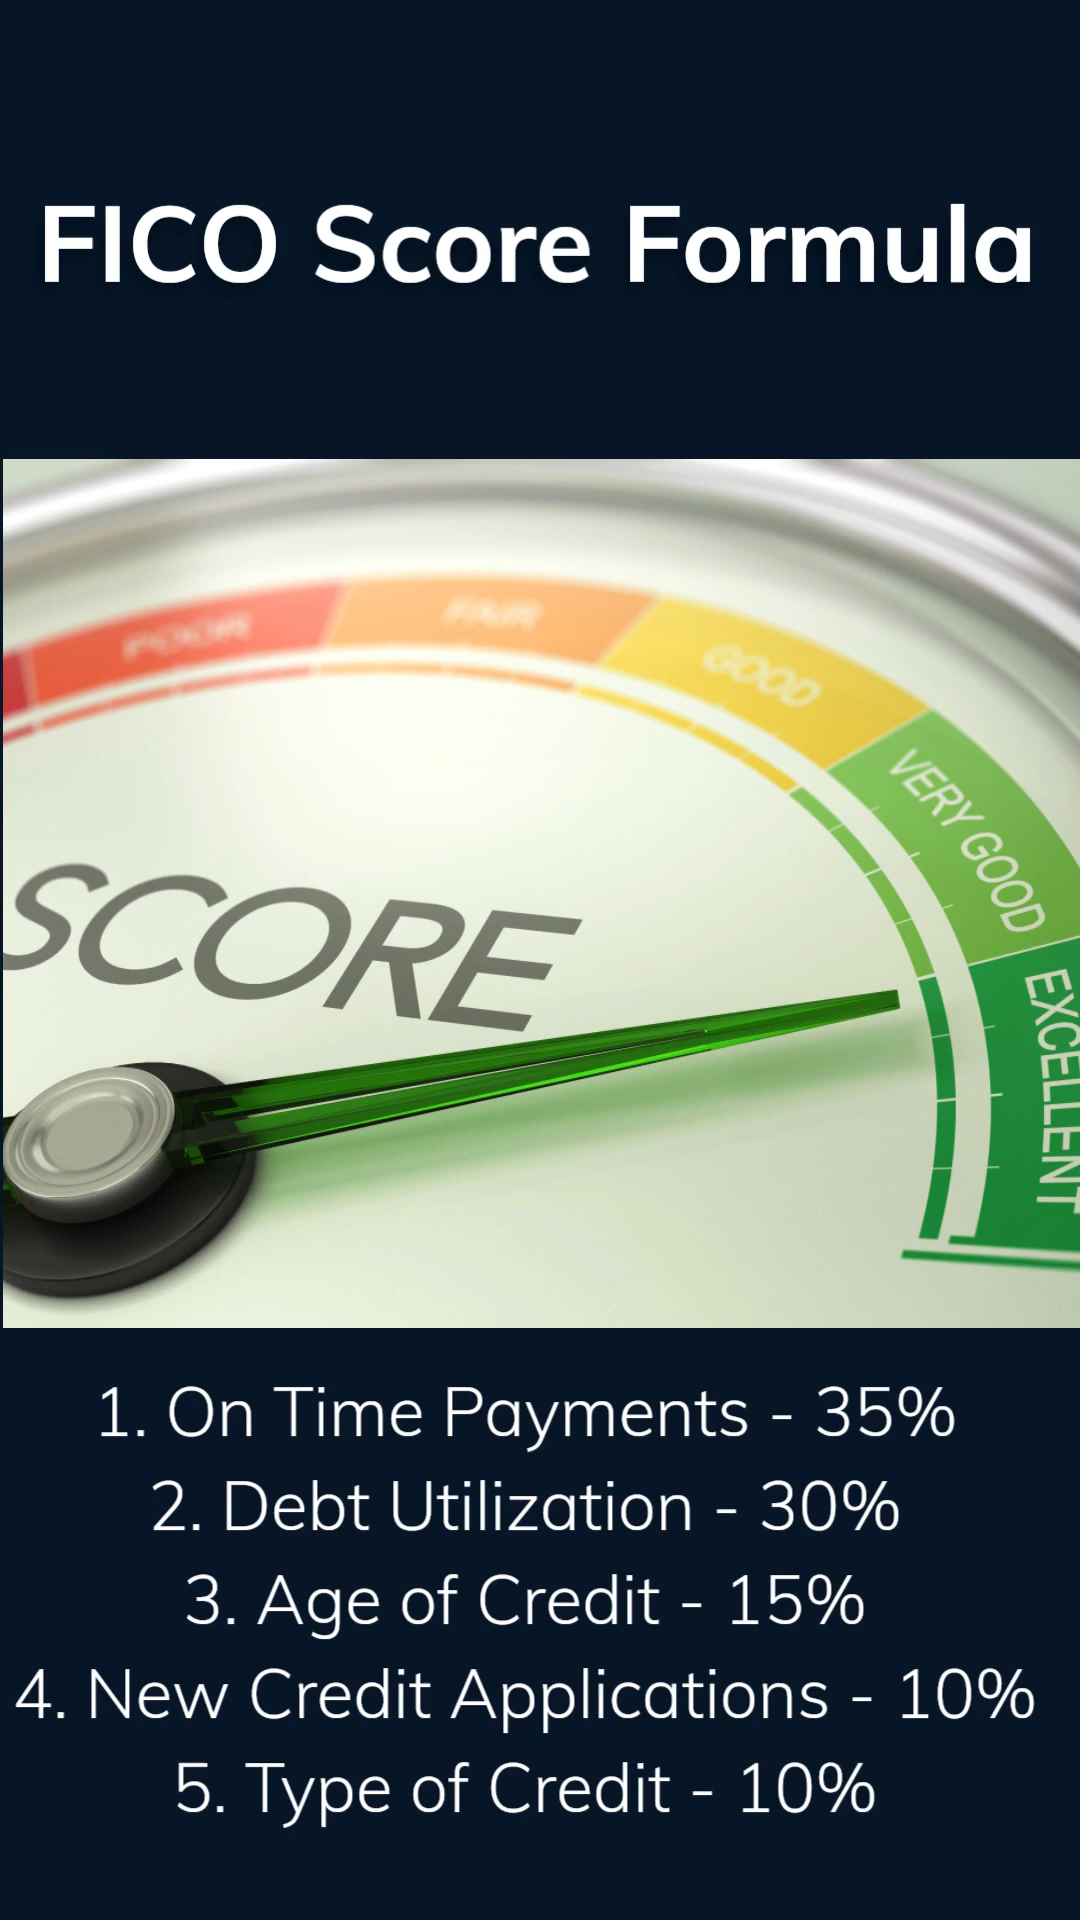 FICO Score Formula
POOR
FAIR
GOOD
VERY GOOD
EXCELLENT
SCORE
1. On Time Payments - 35%
2. Debt Utilization - 30%
3. Age of Credit - 15%
4. New Credit Applications - 10%
5. Type of Credit - 10%